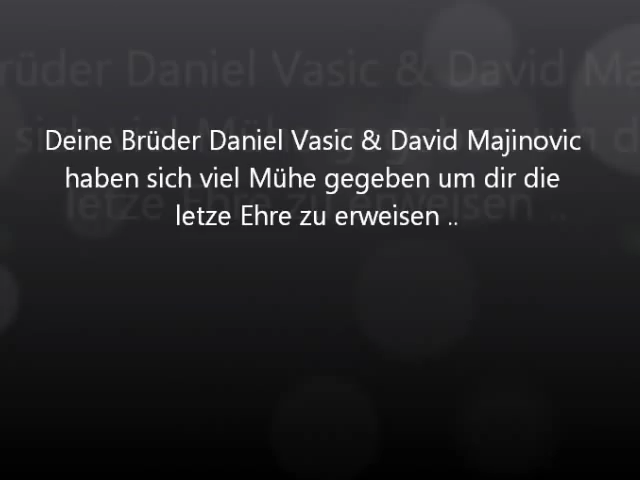 Deine Brüder Daniel Vasic & David Majinovic
haben sich viel Mühe gegeben um dir die
letze Ehre zu erweisen ..